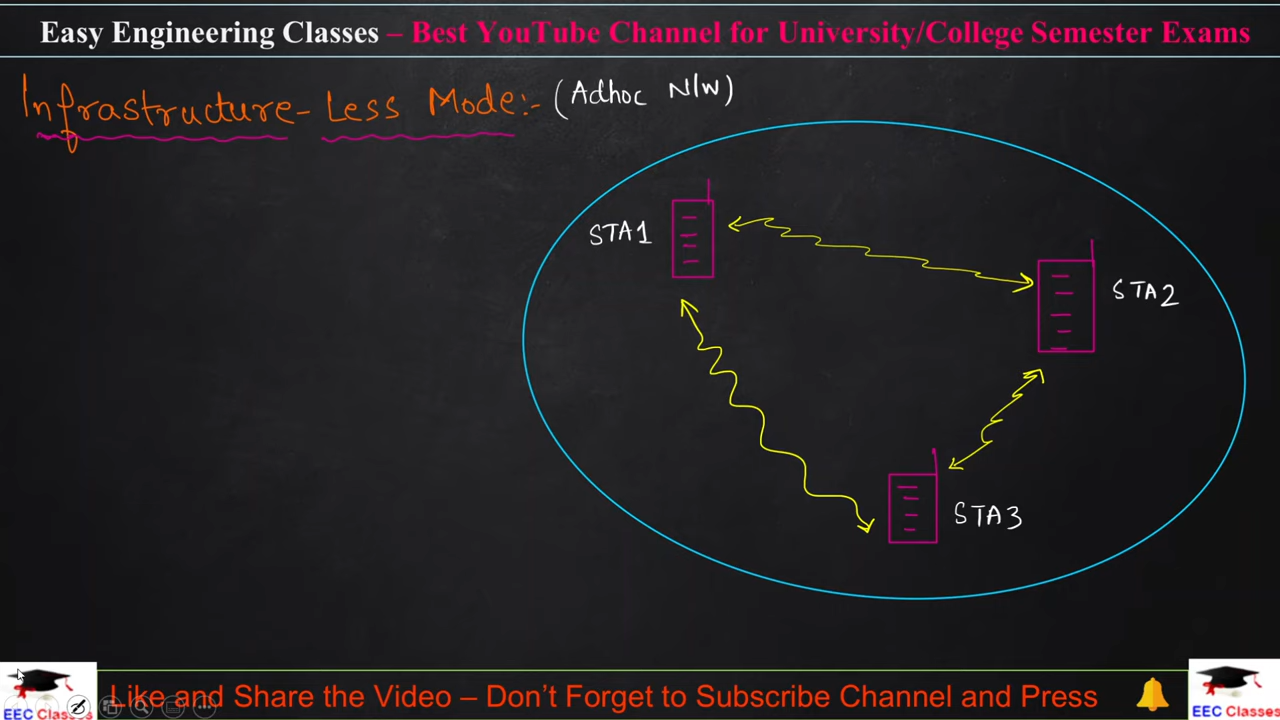 Easy Engineering Classes – Best YouTube Channel for University/College Semester Exams
Infrastructure-Less Mode:- (Adhoc N/W)
STA1
STA2
STA3
Like and Share the Video – Don't Forget to Subscribe Channel and Press
EEC Classes
EEC Classes